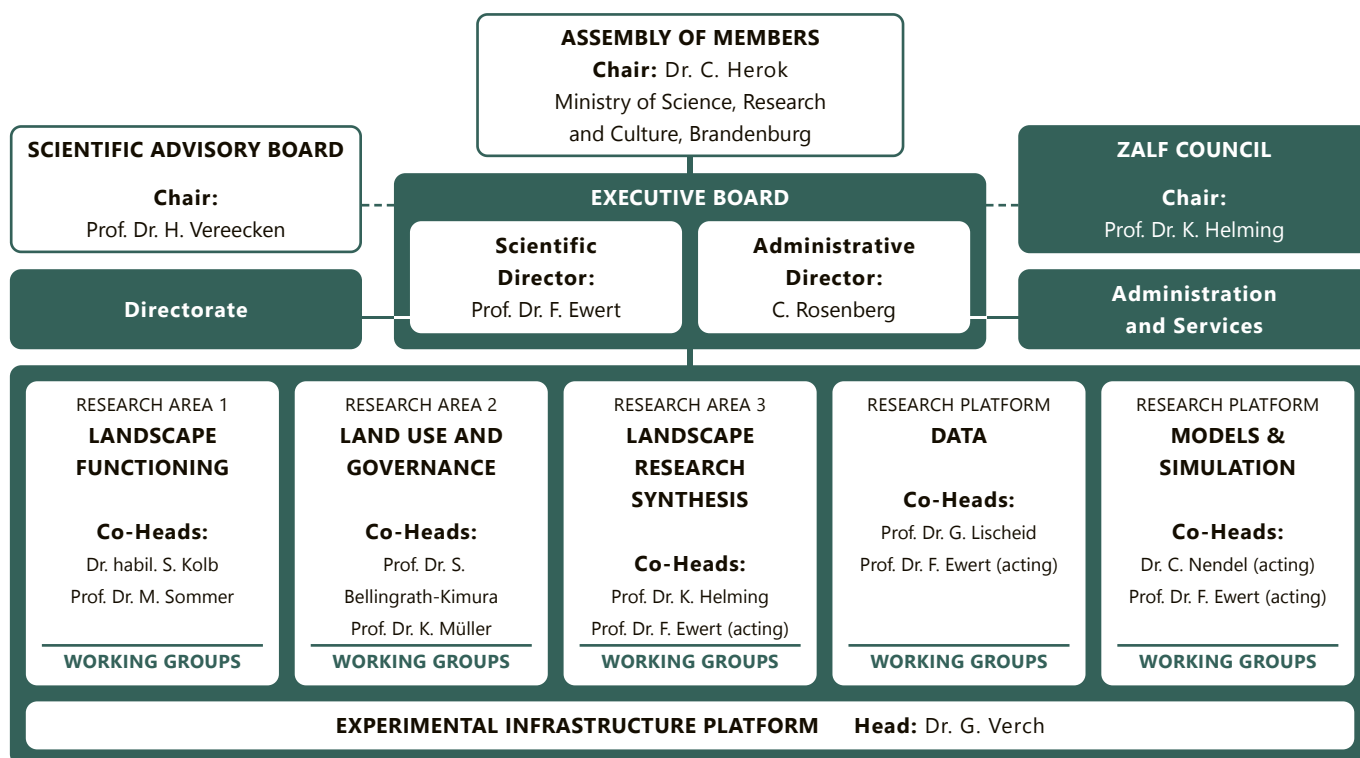 ASSEMBLY OF MEMBERS
Chair: Dr. C. Herok
Ministry of Science, Research
and Culture, Brandenburg
SCIENTIFIC ADVISORY BOARD
Chair:
Prof. Dr. H. Vereecken
ZALF COUNCIL
Chair:
Prof. Dr. K. Helming
EXECUTIVE BOARD
Scientific
Director:
Prof. Dr. F. Ewert
Administrative
Director:
C. Rosenberg
Directorate
Administration
and Services
RESEARCH AREA 1
LANDSCAPE
FUNCTIONING
Co-Heads:
Dr. habil. S. Kolb
Prof. Dr. M. Sommer
WORKING GROUPS
RESEARCH AREA 2
LAND USE AND
GOVERNANCE
Co-Heads:
Prof. Dr. S.
Bellingrath-Kimura
Prof. Dr. K. Müller
WORKING GROUPS
RESEARCH AREA 3
LANDSCAPE
RESEARCH
SYNTHESIS
Co-Heads:
Prof. Dr. K. Helming
Prof. Dr. F. Ewert (acting)
WORKING GROUPS
RESEARCH PLATFORM
DATA
Co-Heads:
Prof. Dr. G. Lischeid
Prof. Dr. F. Ewert (acting)
WORKING GROUPS
RESEARCH PLATFORM
MODELS &
SIMULATION
Co-Heads:
Dr. C. Nendel (acting)
Prof. Dr. F. Ewert (acting)
WORKING GROUPS
EXPERIMENTAL INFRASTRUCTURE PLATFORM Head: Dr. G. Verch